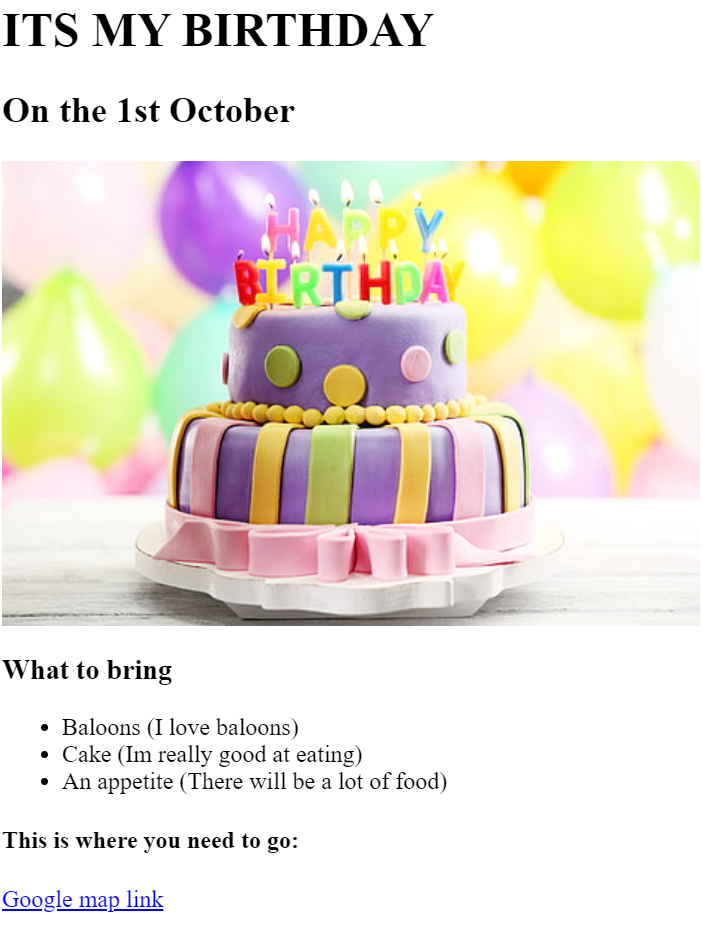 ITS MY BIRTHDAY
On the 1st October
HAPPY
BIRTHDAY
What to bring
Baloons (I love baloons)
Cake (Im really good at eating)
An appetite (There will be a lot of food)
This is where you need to go:
Google map link